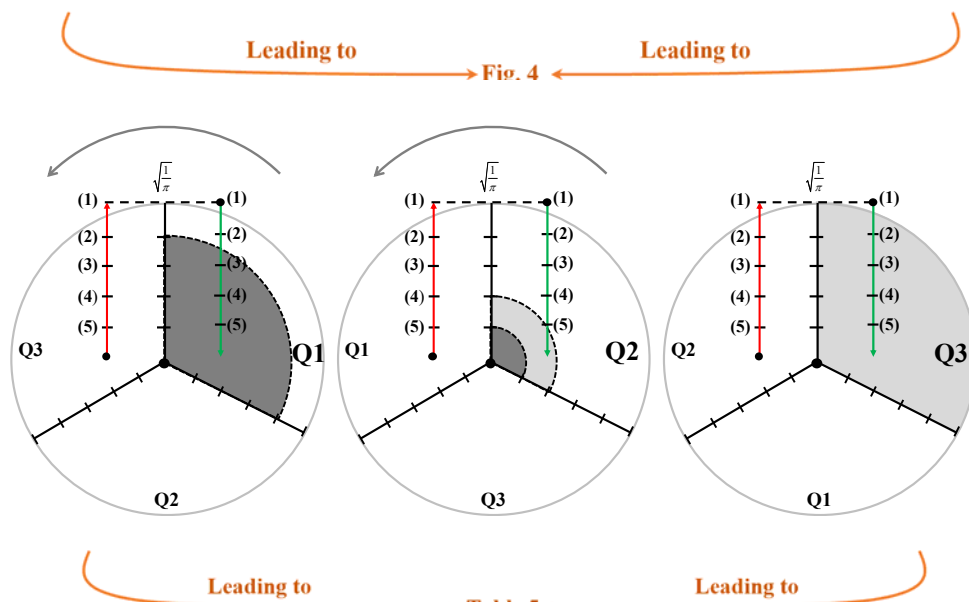 Leading to Leading to
Fig. 4
√1/π √1/π √1/π
(1) (1) (1) (1) (1) (1)
(2) (2) (2) (2) (2) (2)
(3) (3) (3) (3) (3) (3)
(4) (4) (4) (4) (4) (4)
(5) (5) (5) (5) (5) (5)
Q3 Q1 Q1 Q2 Q2 Q3
Q2 Q3 Q1
Leading to Leading to